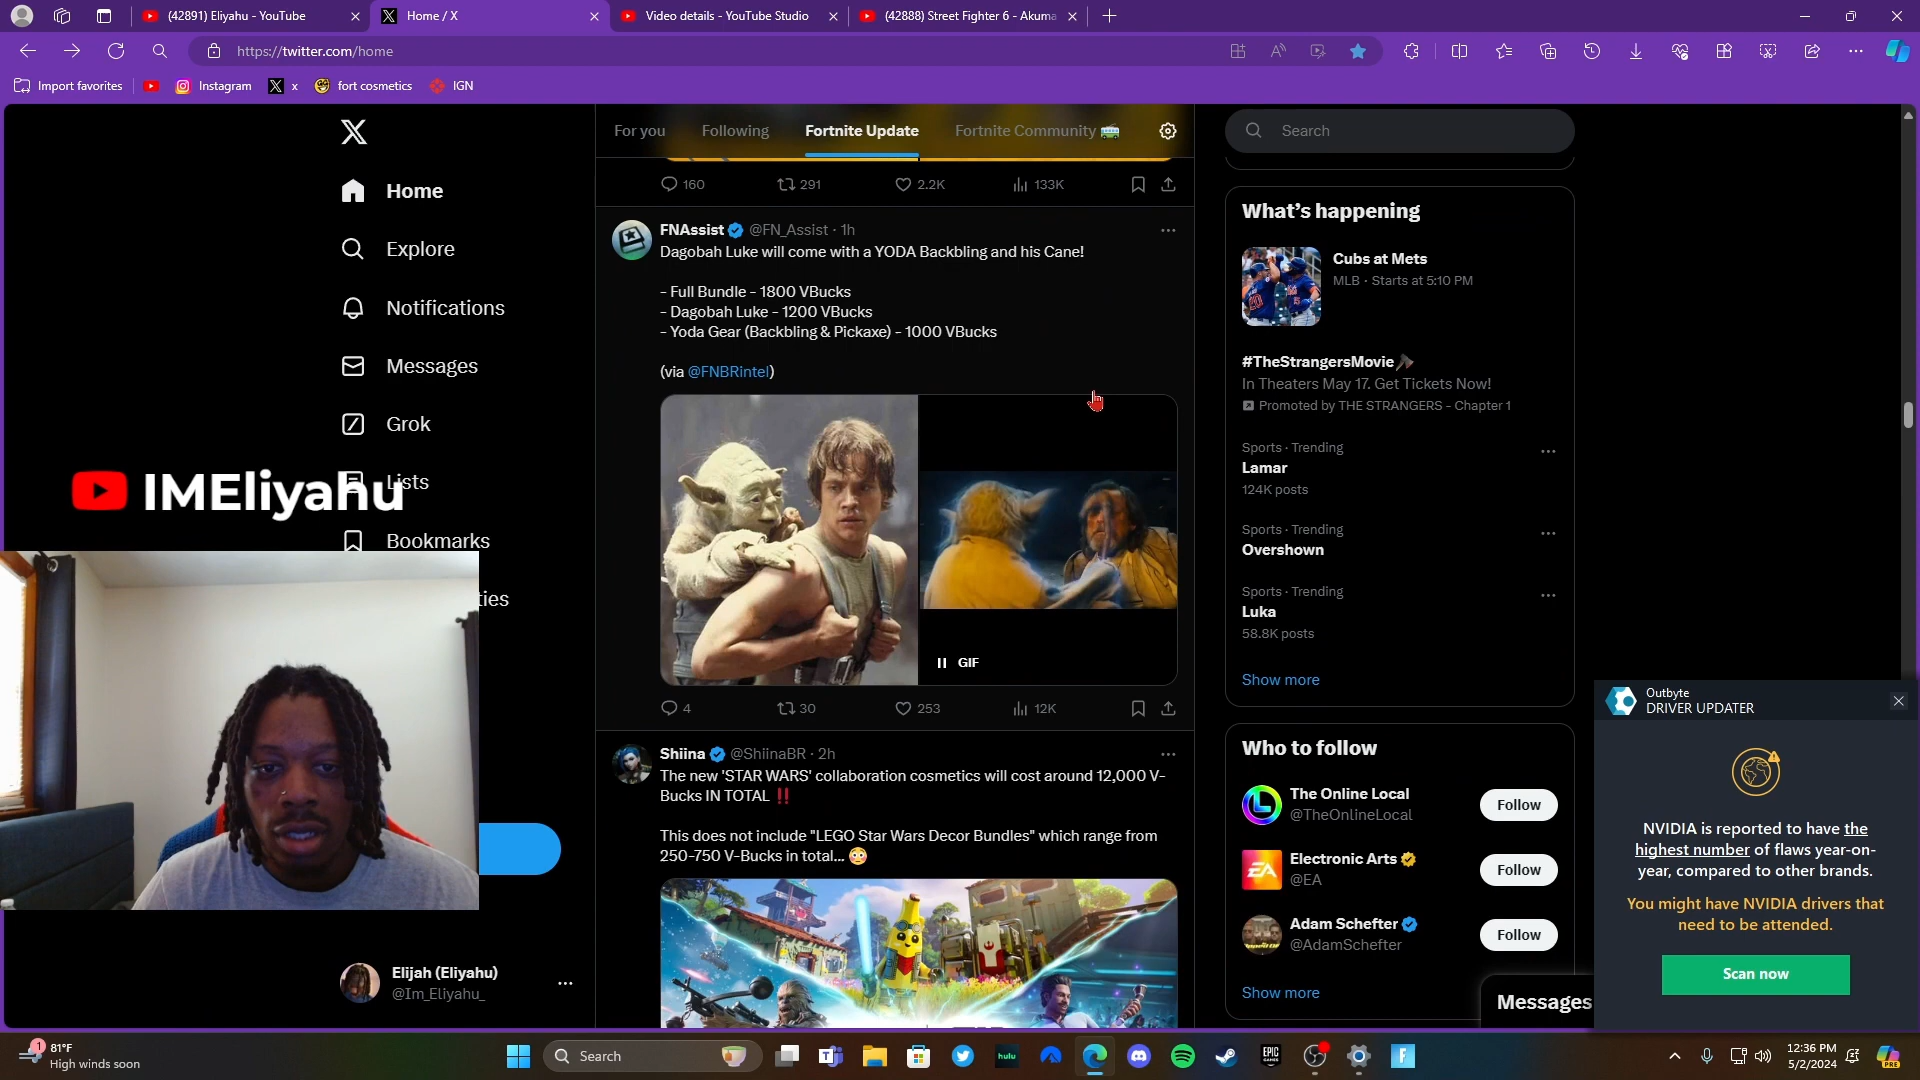 (42891) Eliyahu - YouTube
Home / X
Video details - YouTube Studio
(42888) Street Fighter 6 - Akuma
https://twitter.com/home
Import favorites
Instagram
x
fort cosmetics
IGN
For you
Following
Fortnite Update
Fortnite Community
Search
Home
Explore
Notifications
Messages
Grok
Lists
Bookmarks
ties
IMEliyahu
Elijah (Eliyahu)
@Im_Eliyahu_
160
291
2.2K
133K
FNAssist @FN_Assist · 1h
Dagobah Luke will come with a YODA Backbling and his Cane!
- Full Bundle - 1800 VBucks
- Dagobah Luke - 1200 VBucks
- Yoda Gear (Backbling & Pickaxe) - 1000 VBucks
(via @FNBRintel)
GIF
4
30
253
12K
Shiina @ShiinaBR · 2h
The new 'STAR WARS' collaboration cosmetics will cost around 12,000 V-
Bucks IN TOTAL ‼️
This does not include "LEGO Star Wars Decor Bundles" which range from
250-750 V-Bucks in total... 😳
What's happening
Cubs at Mets
MLB · Starts at 5:10 PM
#TheStrangersMovie
In Theaters May 17. Get Tickets Now!
Promoted by THE STRANGERS - Chapter 1
Sports · Trending
Lamar
124K posts
Sports · Trending
Overshown
Sports · Trending
Luka
58.8K posts
Show more
Who to follow
The Online Local
@TheOnlineLocal
Follow
Electronic Arts
@EA
Follow
Adam Schefter
@AdamSchefter
Follow
Show more
Messages
Outbyte
DRIVER UPDATER
NVIDIA is reported to have the
highest number of flaws year-on-
year, compared to other brands.
You might have NVIDIA drivers that
need to be attended.
Scan now
1
81°F
High winds soon
Search
hulu
EPIC
GAMES
12:36 PM
5/2/2024
PRE